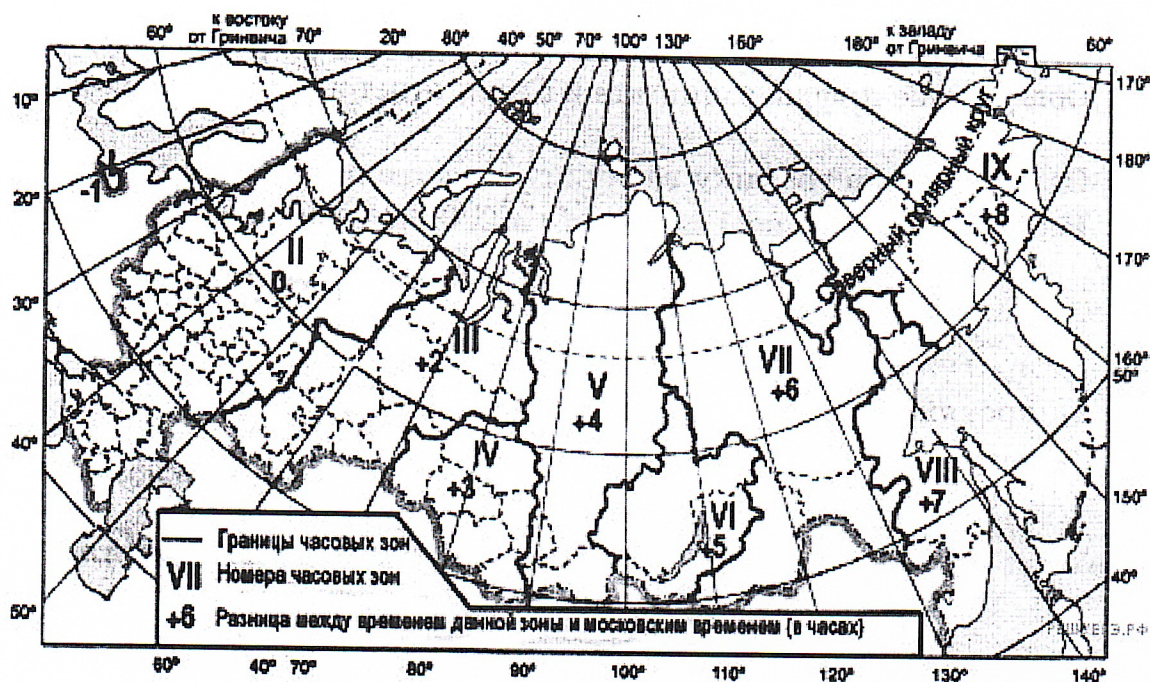 к востоку
от Гринвича
к западу
от Гринвича
60° 70° 20° 80° 40° 50° 70° 100° 130° 150° 180° 60°
10°
20°
30°
40°
50°
170°
180°
170°
160°
50°
150°
40°
-1
II
0
III
+2
IV
+3
V
+4
VI
+5
VII
+6
VIII
+7
IX
+8
Северный полярный круг
Границы часовых зон
VII Номера часовых зон
+6 Разница между временем данной зоны и московским временем (в часах)
60° 40° 70° 80° 90° 100° 110° 120° 130° 140°